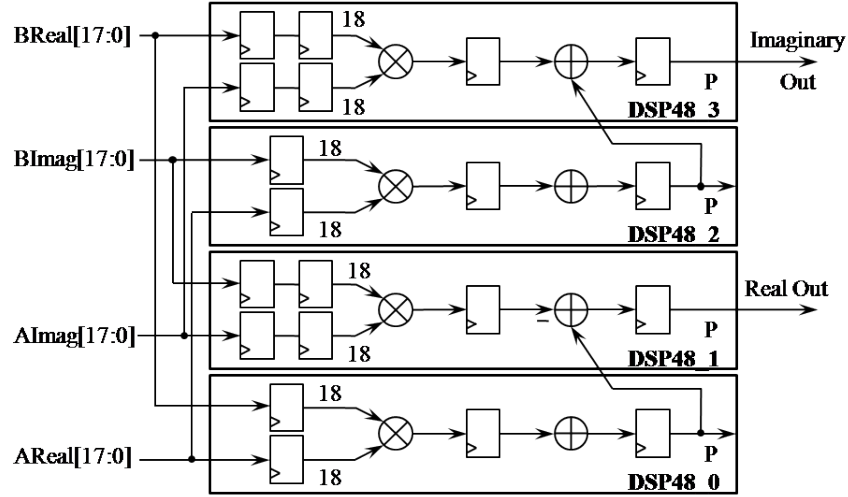 18
BReal[17:0]
Imaginary
Out
P
18
DSP48_3
18
BImag[17:0]
P
18
DSP48_2
18
Real Out
–
AImag[17:0]
P
18
DSP48_1
18
AReal[17:0]
P
18
DSP48_0